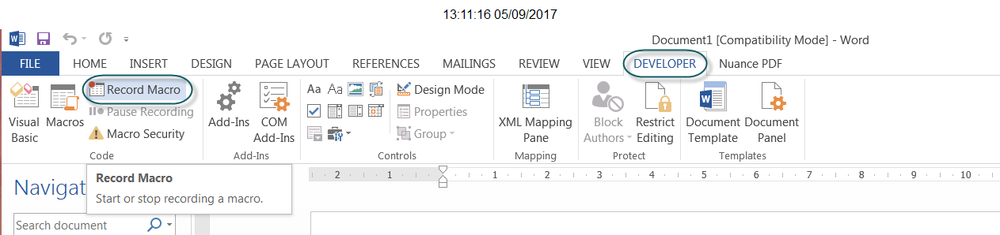 13:11:16 05/09/2017
Document1 [Compatibility Mode] - Word
FILE HOME INSERT DESIGN PAGE LAYOUT REFERENCES MAILINGS REVIEW VIEW DEVELOPER Nuance PDF
Visual Basic
Macros
Record Macro
Pause Recording
Macro Security
Code
Add-Ins
COM Add-Ins
Add-Ins
Aa Aa
Design Mode
Properties
Group
Controls
XML Mapping Pane
Mapping
Block Authors
Restrict Editing
Protect
Document Template
Document Panel
Templates
Record Macro
Start or stop recording a macro.
Navigat
Search document
2 1 1 2 3 4 5 6 7 8 9 10